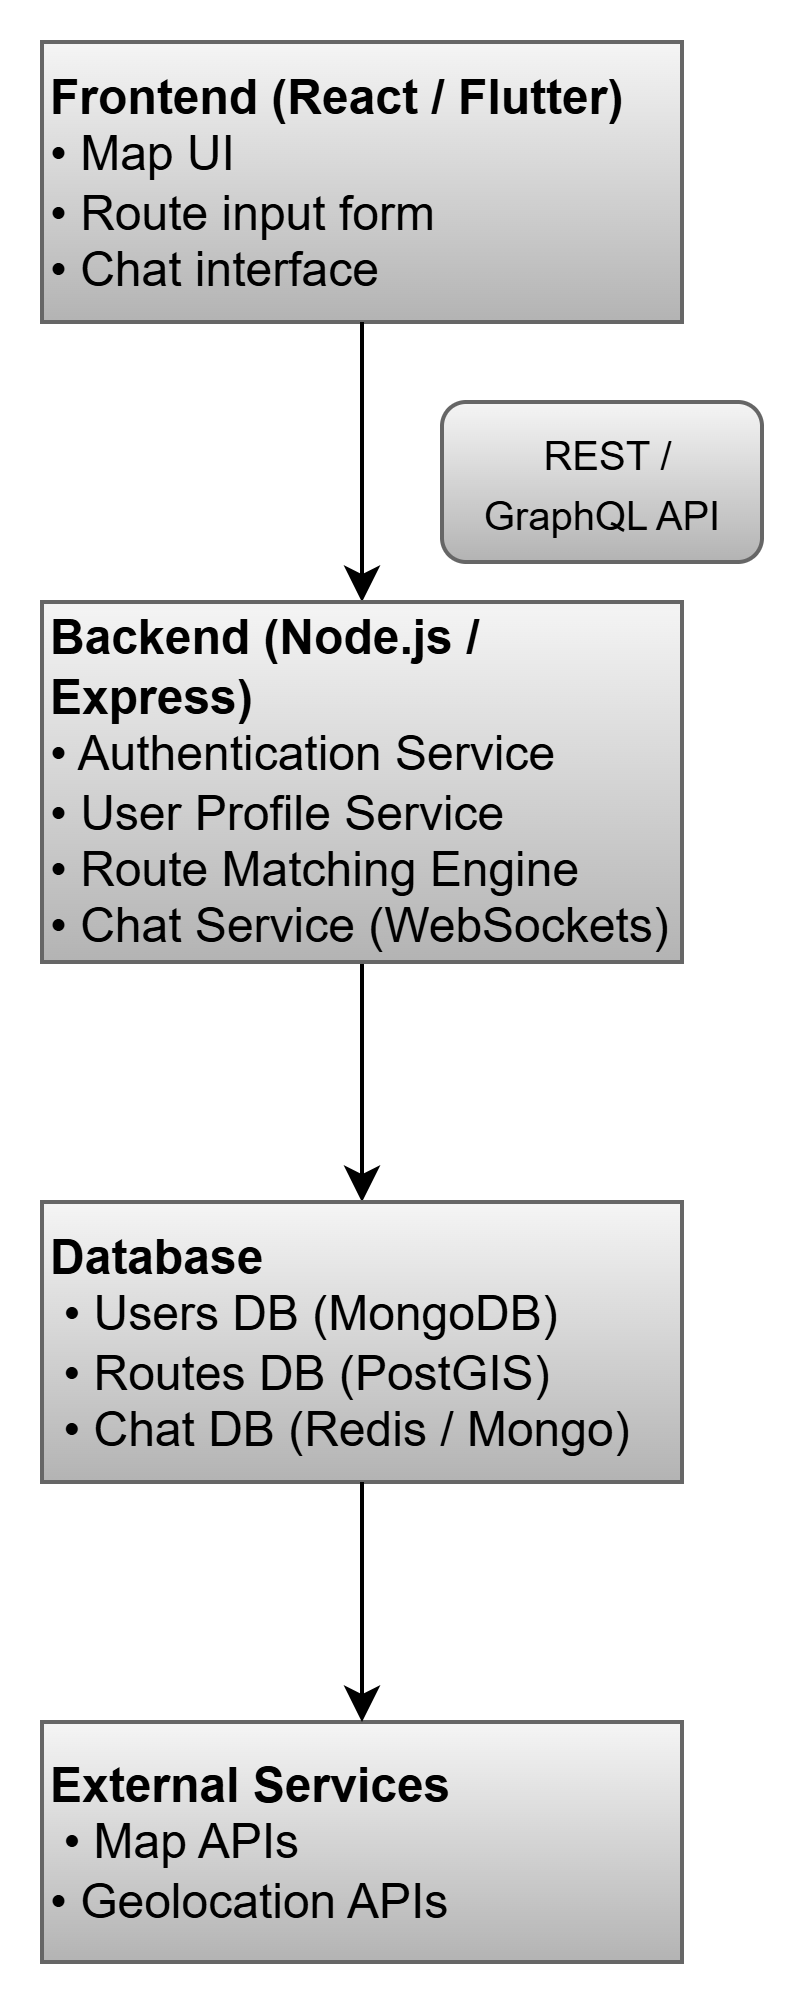 Frontend (React / Flutter)
• Map UI
• Route input form
• Chat interface
REST /
GraphQL API
Backend (Node.js /
Express)
• Authentication Service
• User Profile Service
• Route Matching Engine
• Chat Service (WebSockets)
Database
• Users DB (MongoDB)
• Routes DB (PostGIS)
• Chat DB (Redis / Mongo)
External Services
• Map APIs
• Geolocation APIs